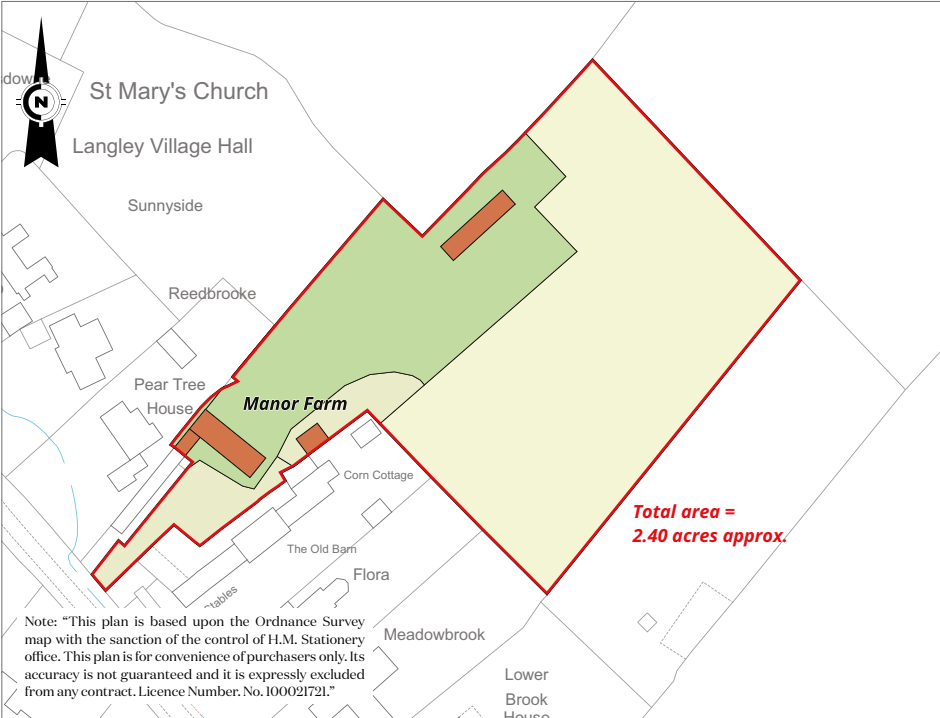 N
St Mary's Church
Langley Village Hall
Sunnyside
Reedbrooke
Pear Tree
House
Manor Farm
Corn Cottage
Total area =
2.40 acres approx.
The Old Barn
Flora
Meadowbrook
Lower
Brook
House
Note: “This plan is based upon the Ordnance Survey
map with the sanction of the control of H.M. Stationery
office. This plan is for convenience of purchasers only. Its
accuracy is not guaranteed and it is expressly excluded
from any contract. Licence Number. No. 100021721.”